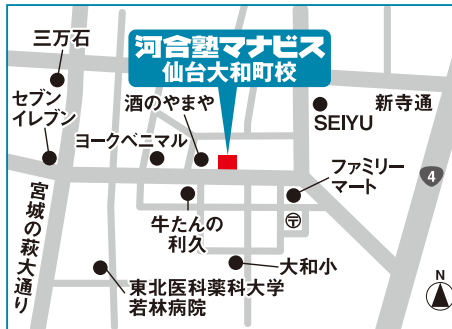 河合塾マナビス
仙台大和町校
三万石
セブン
イレブン
酒のやまや
ヨークベニマル
SEIYU
新寺通
ファミリー
マート
4
宮城の萩大通り
牛たんの
利久
〒
大和小
東北医科薬科大学
若林病院
N